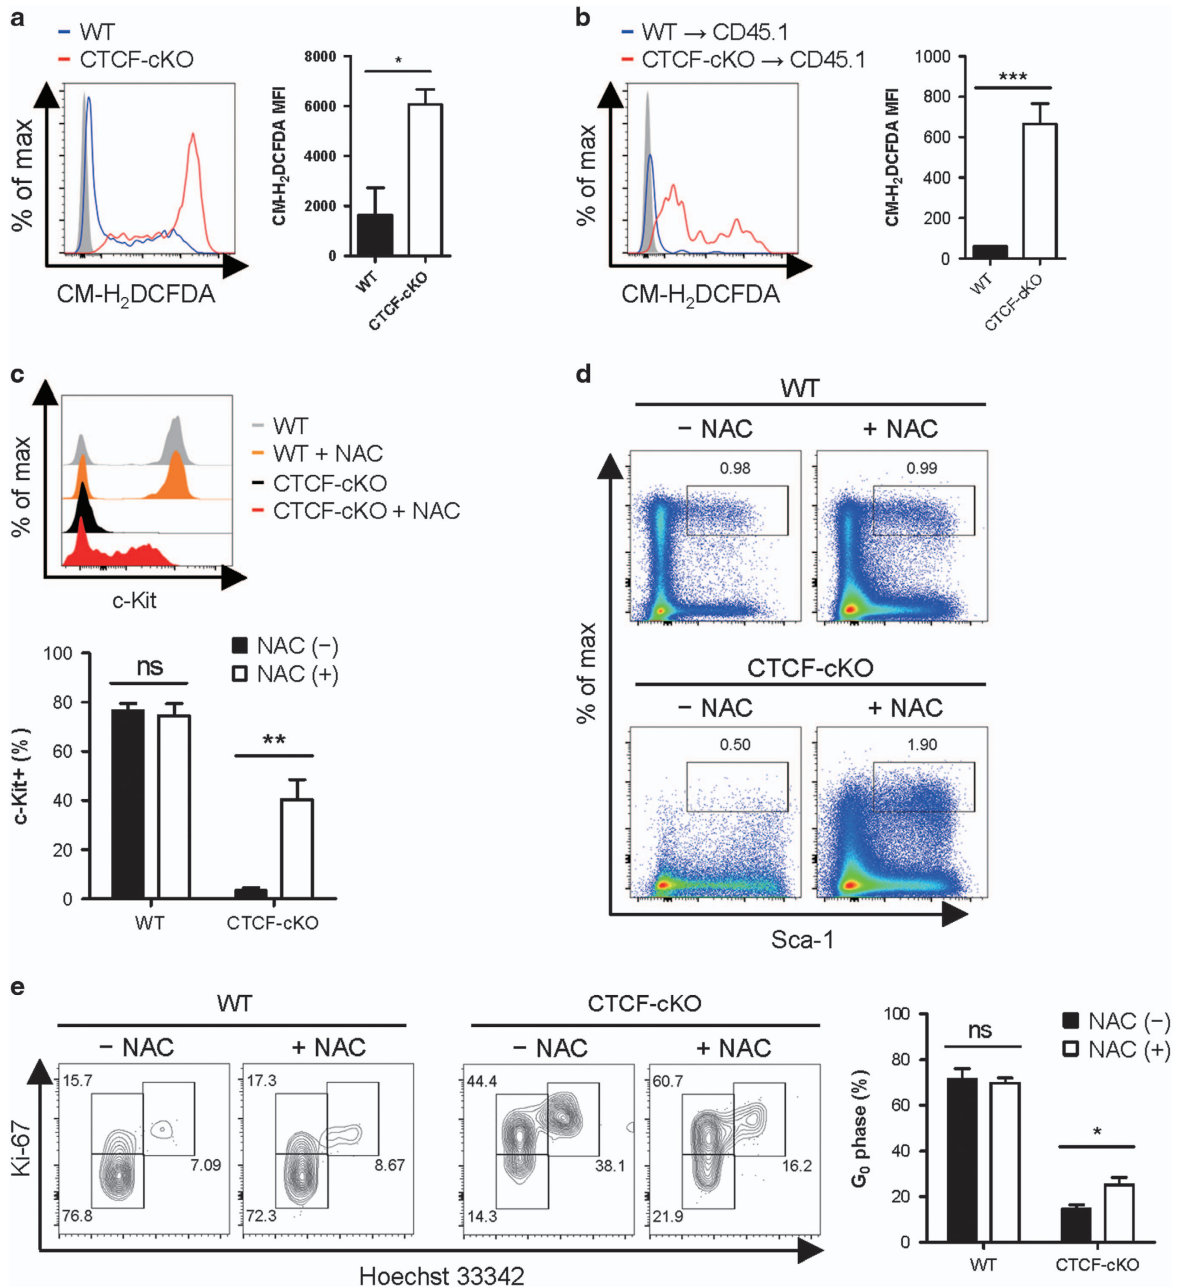 a
WT
CTCF-cKO
% of max
CM-H₂DCFDA
CM-H₂DCFDA MFI
8000
6000
4000
2000
0
*
WT
CTCF-cKO
b
WT → CD45.1
CTCF-cKO → CD45.1
% of max
CM-H₂DCFDA
CM-H₂DCFDA MFI
1000
800
600
400
200
0
***
WT
CTCF-cKO
c
% of max
c-Kit
WT
WT + NAC
CTCF-cKO
CTCF-cKO + NAC
NAC (−)
NAC (+)
c-Kit+ (%)
100
80
60
40
20
0
ns
**
WT
CTCF-cKO
d
WT
− NAC
+ NAC
0.98
0.99
CTCF-cKO
− NAC
+ NAC
0.50
1.90
% of max
Sca-1
e
WT
CTCF-cKO
− NAC
+ NAC
− NAC
+ NAC
15.7
7.09
76.8
17.3
8.67
72.3
44.4
38.1
14.3
60.7
16.2
21.9
Ki-67
Hoechst 33342
NAC (−)
NAC (+)
G₀ phase (%)
100
80
60
40
20
0
ns
*
WT
CTCF-cKO